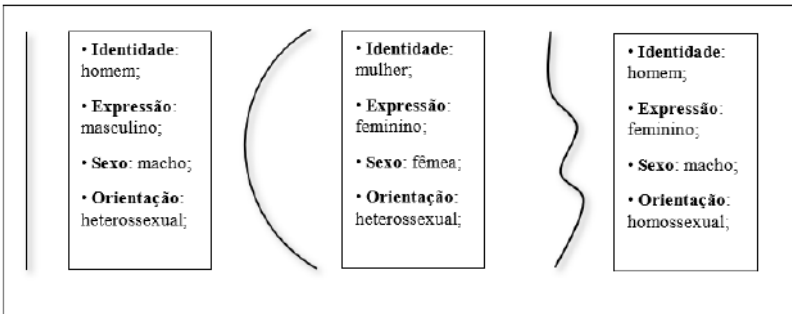 • Identidade:
homem;
• Expressão:
masculino;
• Sexo: macho;
• Orientação:
heterossexual;
• Identidade:
mulher;
• Expressão:
feminino;
• Sexo: fêmea;
• Orientação:
heterossexual;
• Identidade:
homem;
• Expressão:
feminino;
• Sexo: macho;
• Orientação:
homossexual;